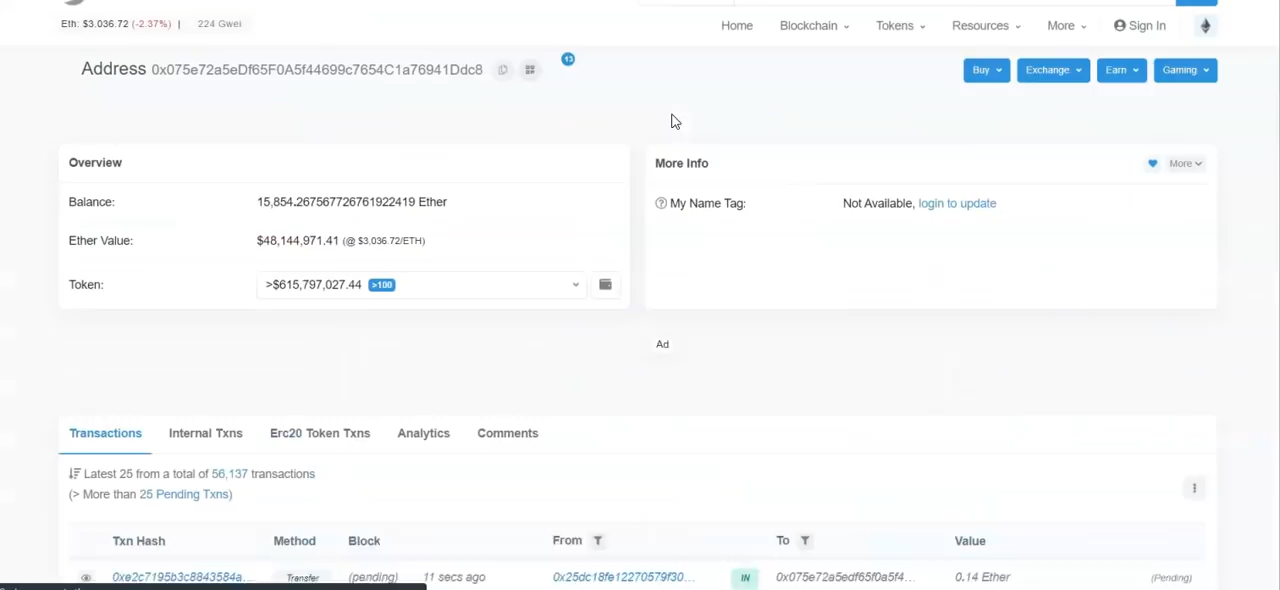 Eth: $3,036.72 (-2.37%) | 224 Gwei
Home Blockchain Tokens Resources More Sign In
Address 0x075e72a5eDf65F0A5f44699c7654C1a76941Ddc8
13
Buy Exchange Earn Gaming
Overview
Balance: 15,854.267567726761922419 Ether
Ether Value: $48,144,971.41 (@ $3,036.72/ETH)
Token: >$615,797,027.44 >100
More Info
More
My Name Tag: Not Available, login to update
Ad
Transactions Internal Txns Erc20 Token Txns Analytics Comments
Latest 25 from a total of 56,137 transactions
(> More than 25 Pending Txns)
Txn Hash Method Block From To Value
0xe2c7195b3c8843584a... Transfer (pending) 11 secs ago 0x25dc18fe12270579f30... IN 0x075e72a5edf65f0a5f4... 0.14 Ether (Pending)